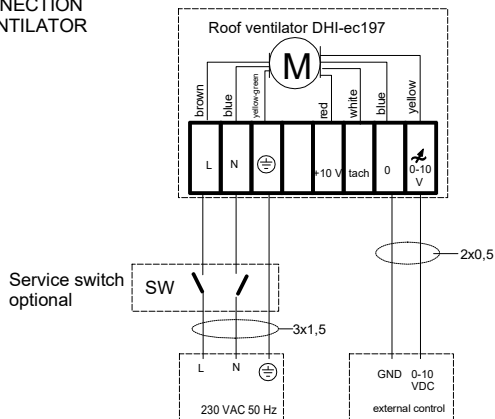 NECTION
NTILATOR
Roof ventilator DHI-ec197
M
brown
blue
yellow-green
red
white
blue
yellow
L
N
+10 V
tach
0
0-10
V
2x0,5
Service switch
optional
SW
3x1,5
L
N
GND
0-10
VDC
230 VAC 50 Hz
external control